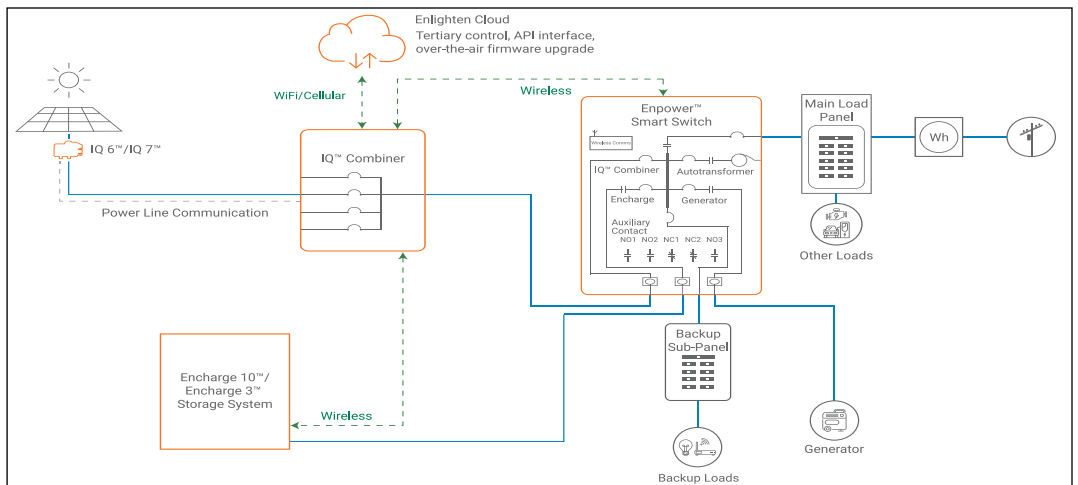 Enlighten Cloud
Tertiary control, API interface,
over-the-air firmware upgrade
WiFi/Cellular
Wireless
IQ 6™/IQ 7™
Power Line Communication
IQ™ Combiner
Enpower™
Smart Switch
Wireless Comms
IQ™ Combiner
Autotransformer
Encharge
Generator
Auxiliary
Contact
NO1 NO2 NC1 NC2 NO3
Main Load
Panel
Wh
Other Loads
Encharge 10™/
Encharge 3™
Storage System
Wireless
Backup
Sub-Panel
Backup Loads
Generator